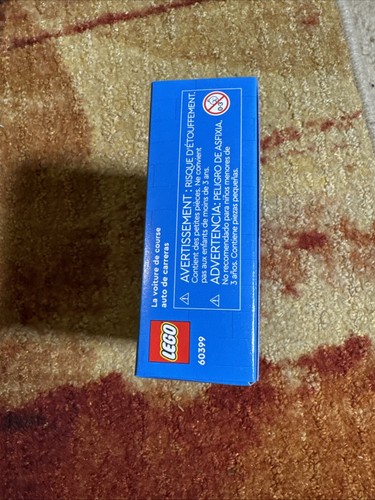 La voiture de course
auto de carreras
AVERTISSEMENT : RISQUE D'ÉTOUFFEMENT.
Contient des petites pièces. Ne convient
pas aux enfants de moins de 3 ans.
ADVERTENCIA: PELIGRO DE ASFIXIA.
No recomendado para niños menores de
3 años. Contiene piezas pequeñas.
0-3
LEGO
60399